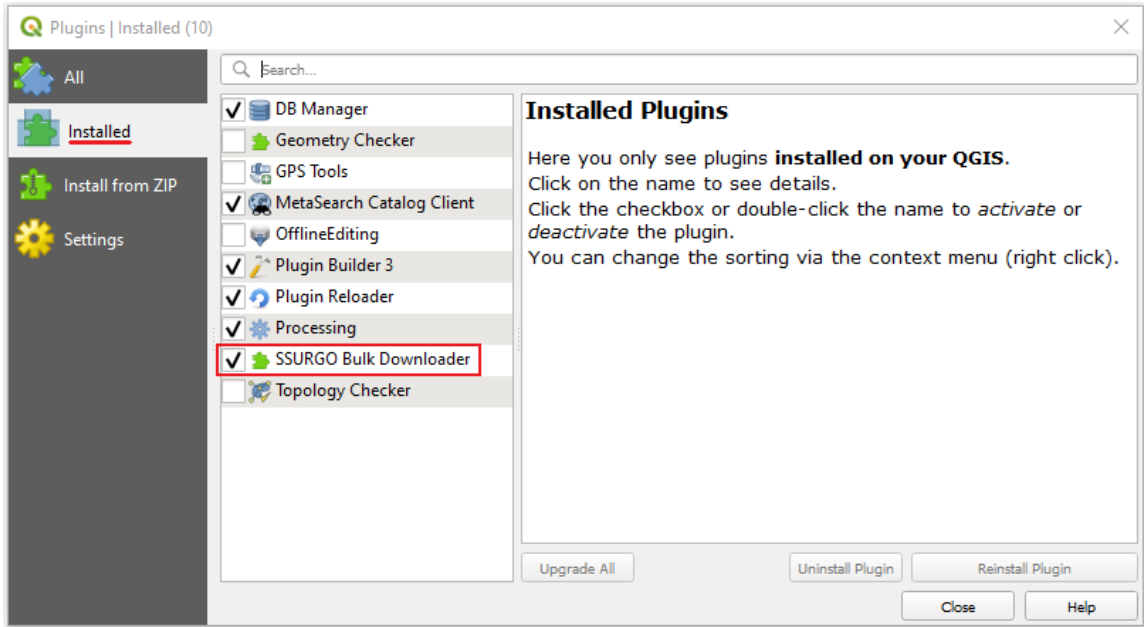 Plugins | Installed (10)
All
Installed
Install from ZIP
Settings
Search...
DB Manager
Geometry Checker
GPS Tools
MetaSearch Catalog Client
OfflineEditing
Plugin Builder 3
Plugin Reloader
Processing
SSURGO Bulk Downloader
Topology Checker
Installed Plugins
Here you only see plugins installed on your QGIS.
Click on the name to see details.
Click the checkbox or double-click the name to activate or
deactivate the plugin.
You can change the sorting via the context menu (right click).
Upgrade All
Uninstall Plugin
Reinstall Plugin
Close
Help